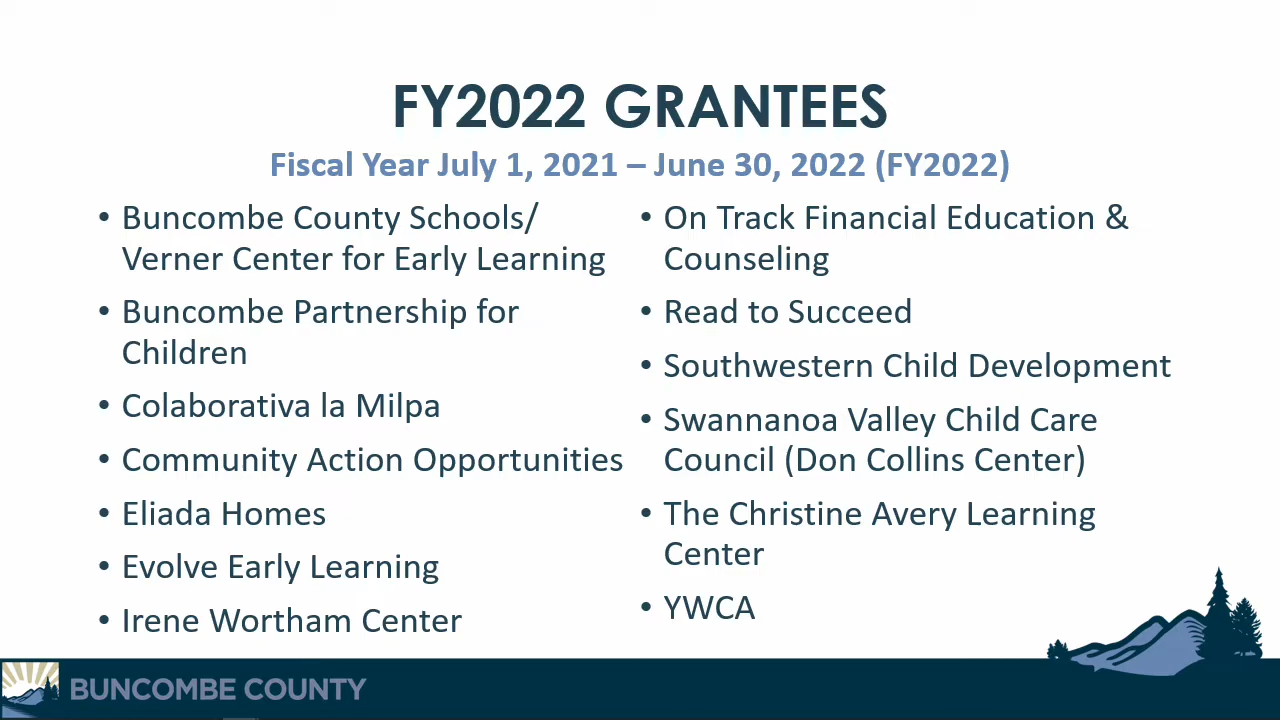 FY2022 GRANTEES
Fiscal Year July 1, 2021 – June 30, 2022 (FY2022)
• Buncombe County Schools/
Verner Center for Early Learning
• Buncombe Partnership for
Children
• Colaborativa la Milpa
• Community Action Opportunities
• Eliada Homes
• Evolve Early Learning
• Irene Wortham Center
• On Track Financial Education &
Counseling
• Read to Succeed
• Southwestern Child Development
• Swannanoa Valley Child Care
Council (Don Collins Center)
• The Christine Avery Learning
Center
• YWCA
BUNCOMBE COUNTY